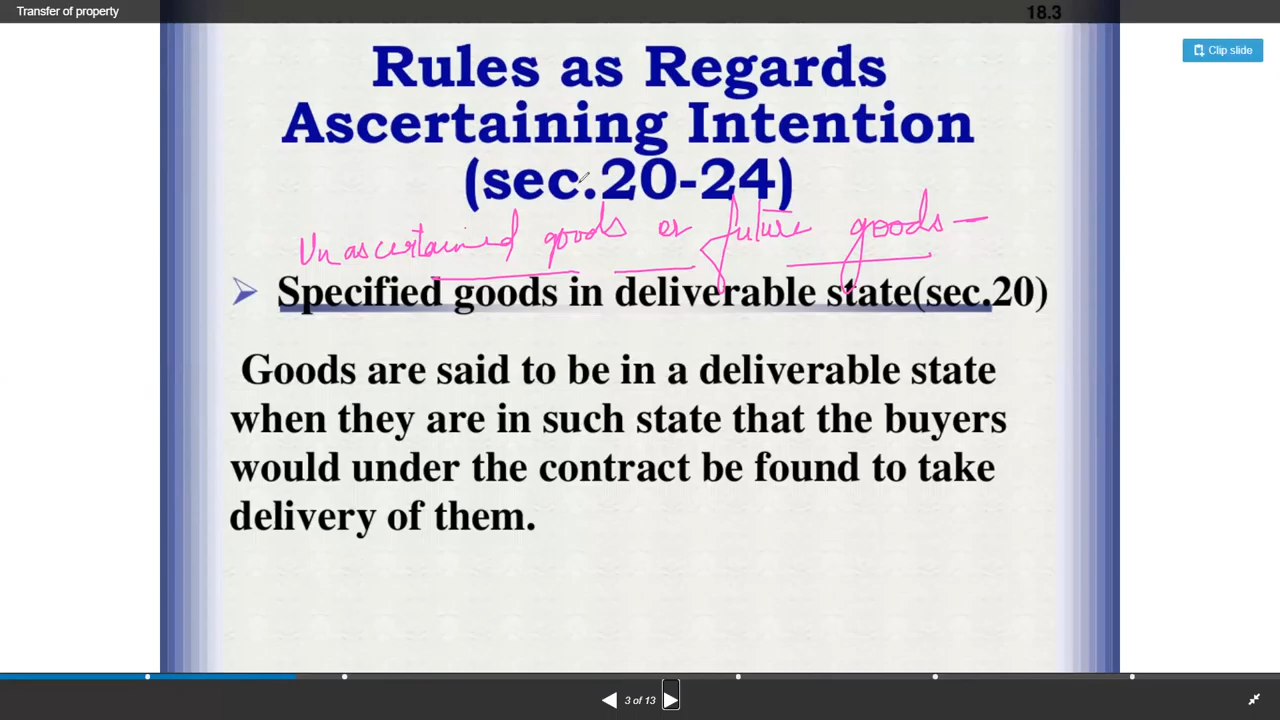 Transfer of property
18.3
Clip slide
Rules as Regards
Ascertaining Intention
(sec.20-24)
Unascertained goods or future goods —
Specified goods in deliverable state(sec.20)
Goods are said to be in a deliverable state
when they are in such state that the buyers
would under the contract be found to take
delivery of them.
3 of 13